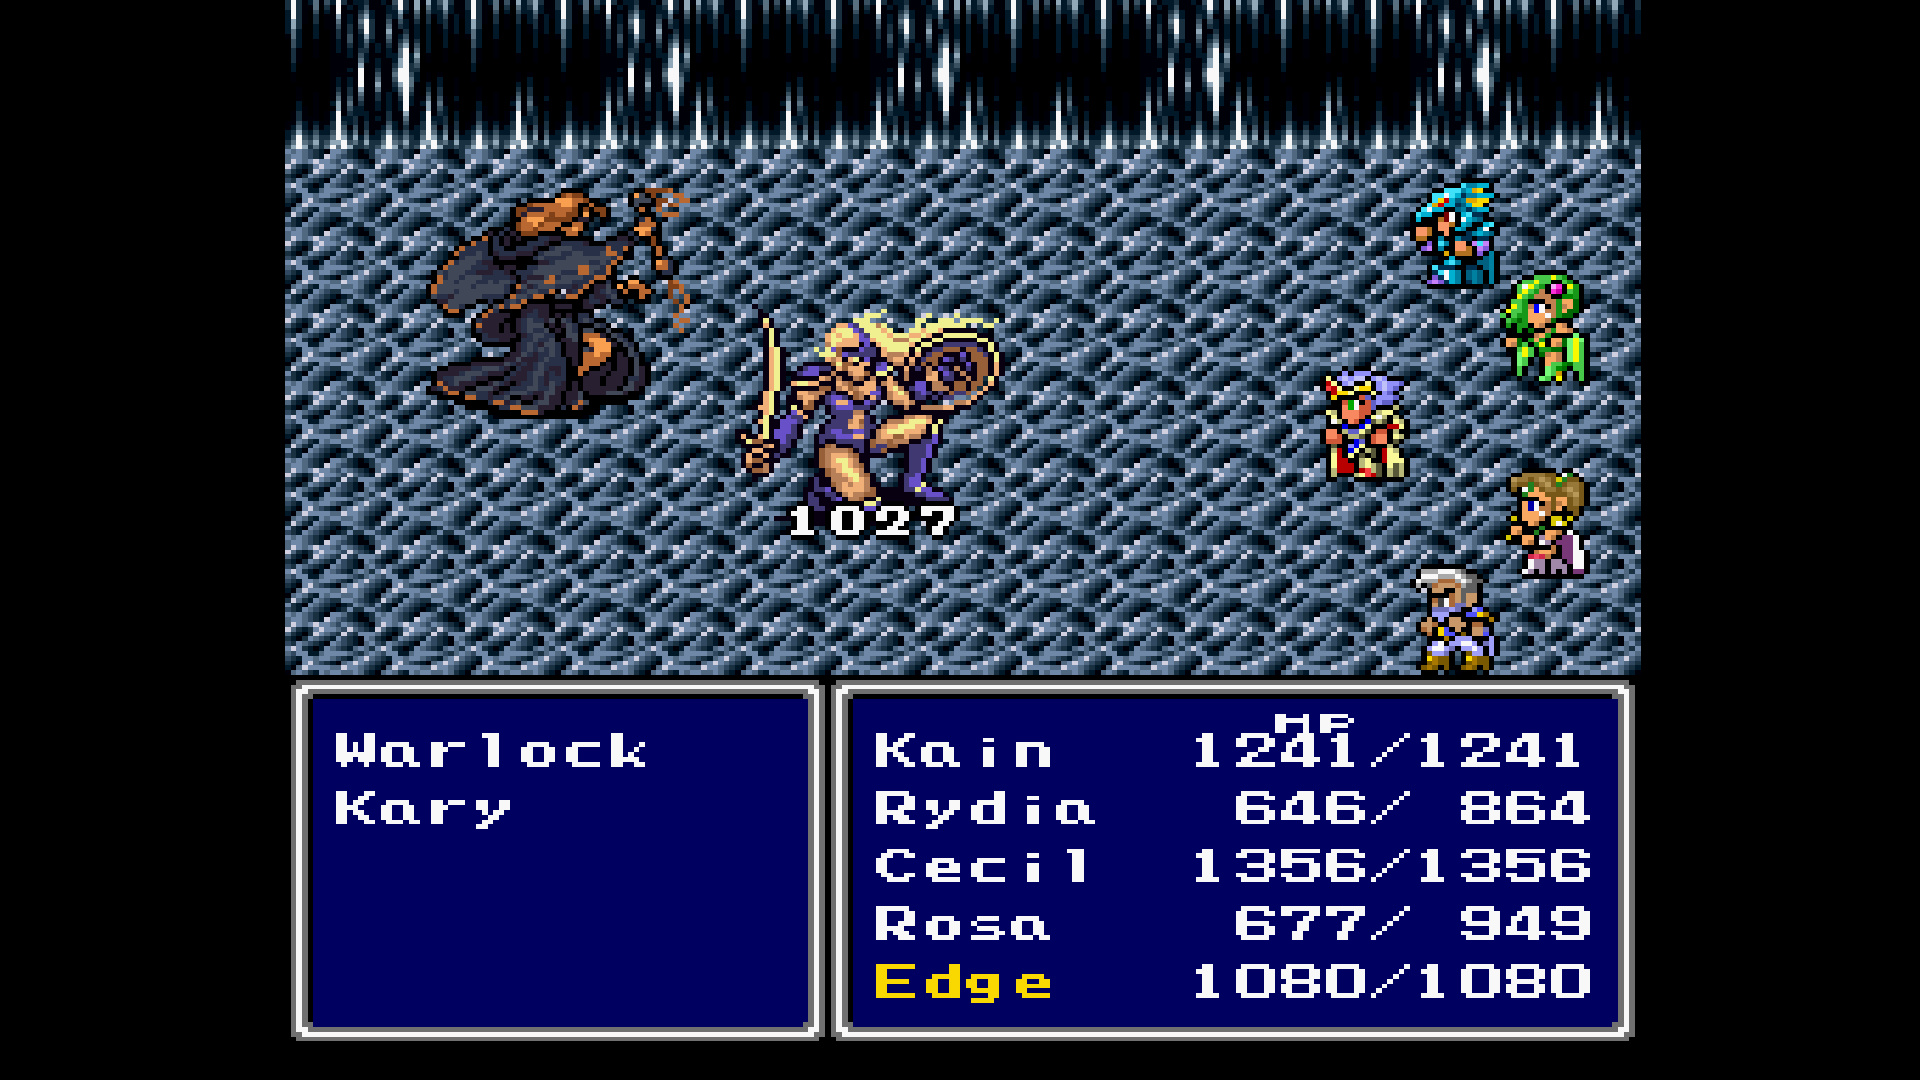 1027
Warlock
Kary
HP
Kain 1241/1241
Rydia 646/ 864
Cecil 1356/1356
Rosa 677/ 949
Edge 1080/1080